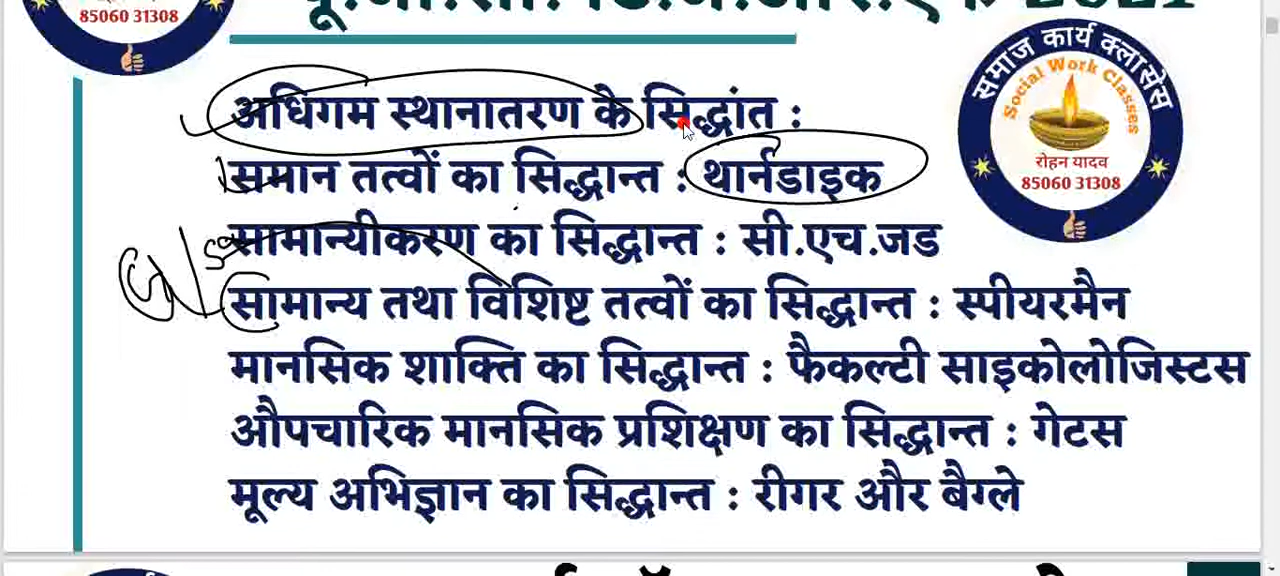 85060 31308
2021
समाज कार्य क्लासेस
Social Work Classes
रोहन यादव
85060 31308
अधिगम स्थानातरण के सिद्धांत :
समान तत्वों का सिद्धान्त : थार्नडाइक
सामान्यीकरण का सिद्धान्त : सी.एच.जड
सामान्य तथा विशिष्ट तत्वों का सिद्धान्त : स्पीयरमैन
मानसिक शाक्ति का सिद्धान्त : फैकल्टी साइकोलोजिस्टस
औपचारिक मानसिक प्रशिक्षण का सिद्धान्त : गेटस
मूल्य अभिज्ञान का सिद्धान्त : रीगर और बैग्ले